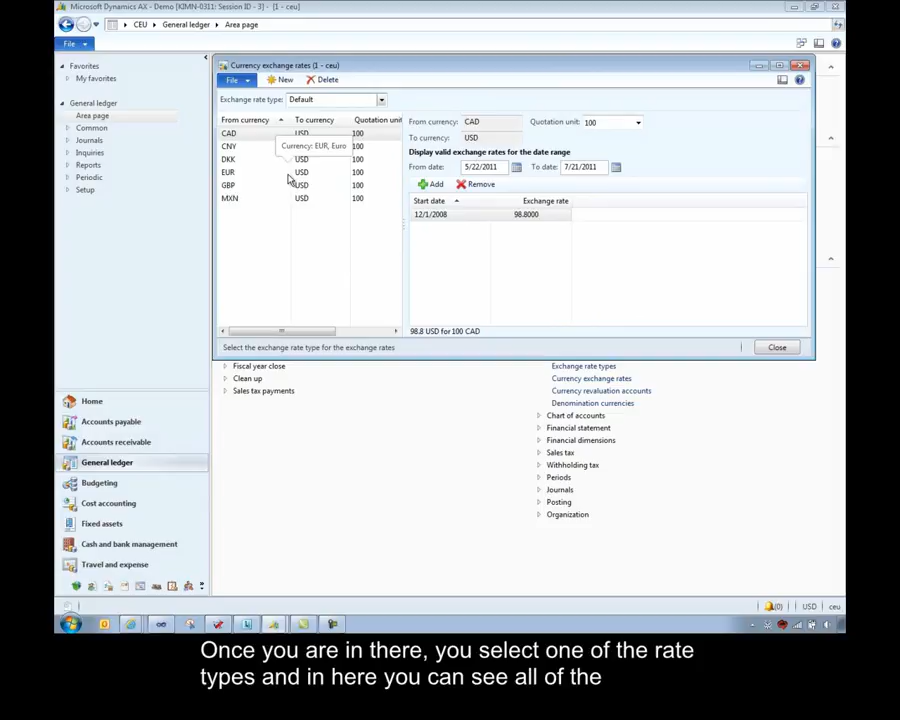 Microsoft Dynamics AX - Demo [KIMN-0311: Session ID - 3] - [1 - ceu]
CEU
General ledger
Area page
File
Favorites
My favorites
General ledger
Area page
Common
Journals
Inquiries
Reports
Periodic
Setup
Currency exchange rates (1 - ceu)
File
New
Delete
Exchange rate type: Default
From currency To currency Quotation unit
CAD USD 100
CNY 100
Currency: EUR, Euro
DKK USD 100
EUR USD 100
GBP USD 100
MXN USD 100
From currency: CAD Quotation unit: 100
To currency: USD
Display valid exchange rates for the date range
From date: 5/22/2011 To date: 7/21/2011
Add Remove
Start date Exchange rate
12/1/2008 98.8000
98.8 USD for 100 CAD
Select the exchange rate type for the exchange rates
Close
Fiscal year close
Clean up
Sales tax payments
Exchange rate types
Currency exchange rates
Currency revaluation accounts
Denomination currencies
Chart of accounts
Financial statement
Financial dimensions
Sales tax
Withholding tax
Periods
Journals
Posting
Organization
Home
Accounts payable
Accounts receivable
General ledger
Budgeting
Cost accounting
Fixed assets
Cash and bank management
Travel and expense
(0) USD ceu
Once you are in there, you select one of the rate
types and in here you can see all of the